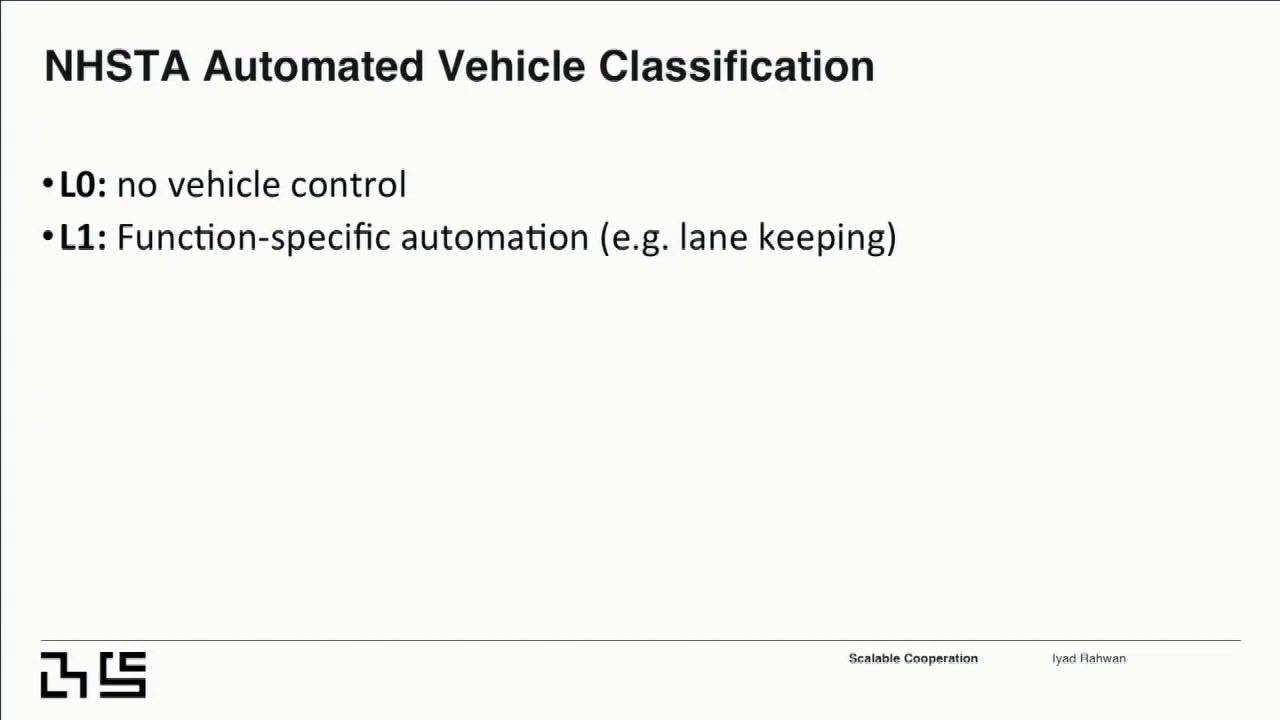 NHSTA Automated Vehicle Classification
•L0: no vehicle control
•L1: Function-specific automation (e.g. lane keeping)
Scalable Cooperation Iyad Rahwan